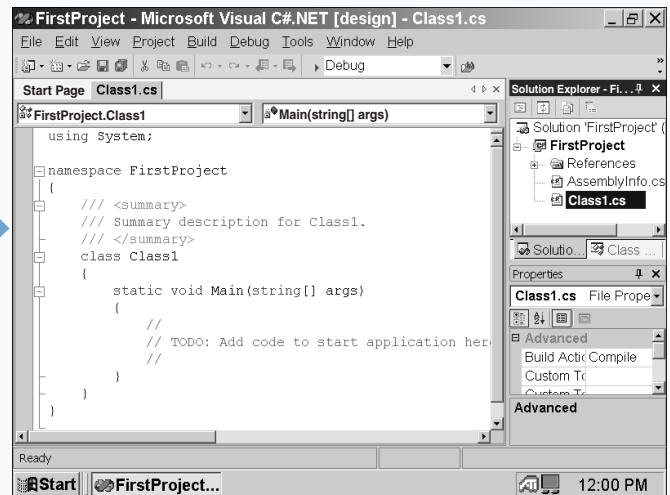 FirstProject - Microsoft Visual C#.NET [design] - Class1.cs
File Edit View Project Build Debug Tools Window Help
Debug
Start Page Class1.cs
FirstProject.Class1
Main(string[] args)
using System;
namespace FirstProject
{
/// <summary>
/// Summary description for Class1.
/// </summary>
class Class1
{
static void Main(string[] args)
{
//
// TODO: Add code to start application here
//
}
}
}
Solution Explorer - Fi...
Solution 'FirstProject' (
FirstProject
References
AssemblyInfo.cs
Class1.cs
Solutio... Class ...
Properties
Class1.cs File Prope
Advanced
Build Actic Compile
Custom To
Custom To
Advanced
Ready
Start FirstProject... 12:00 PM